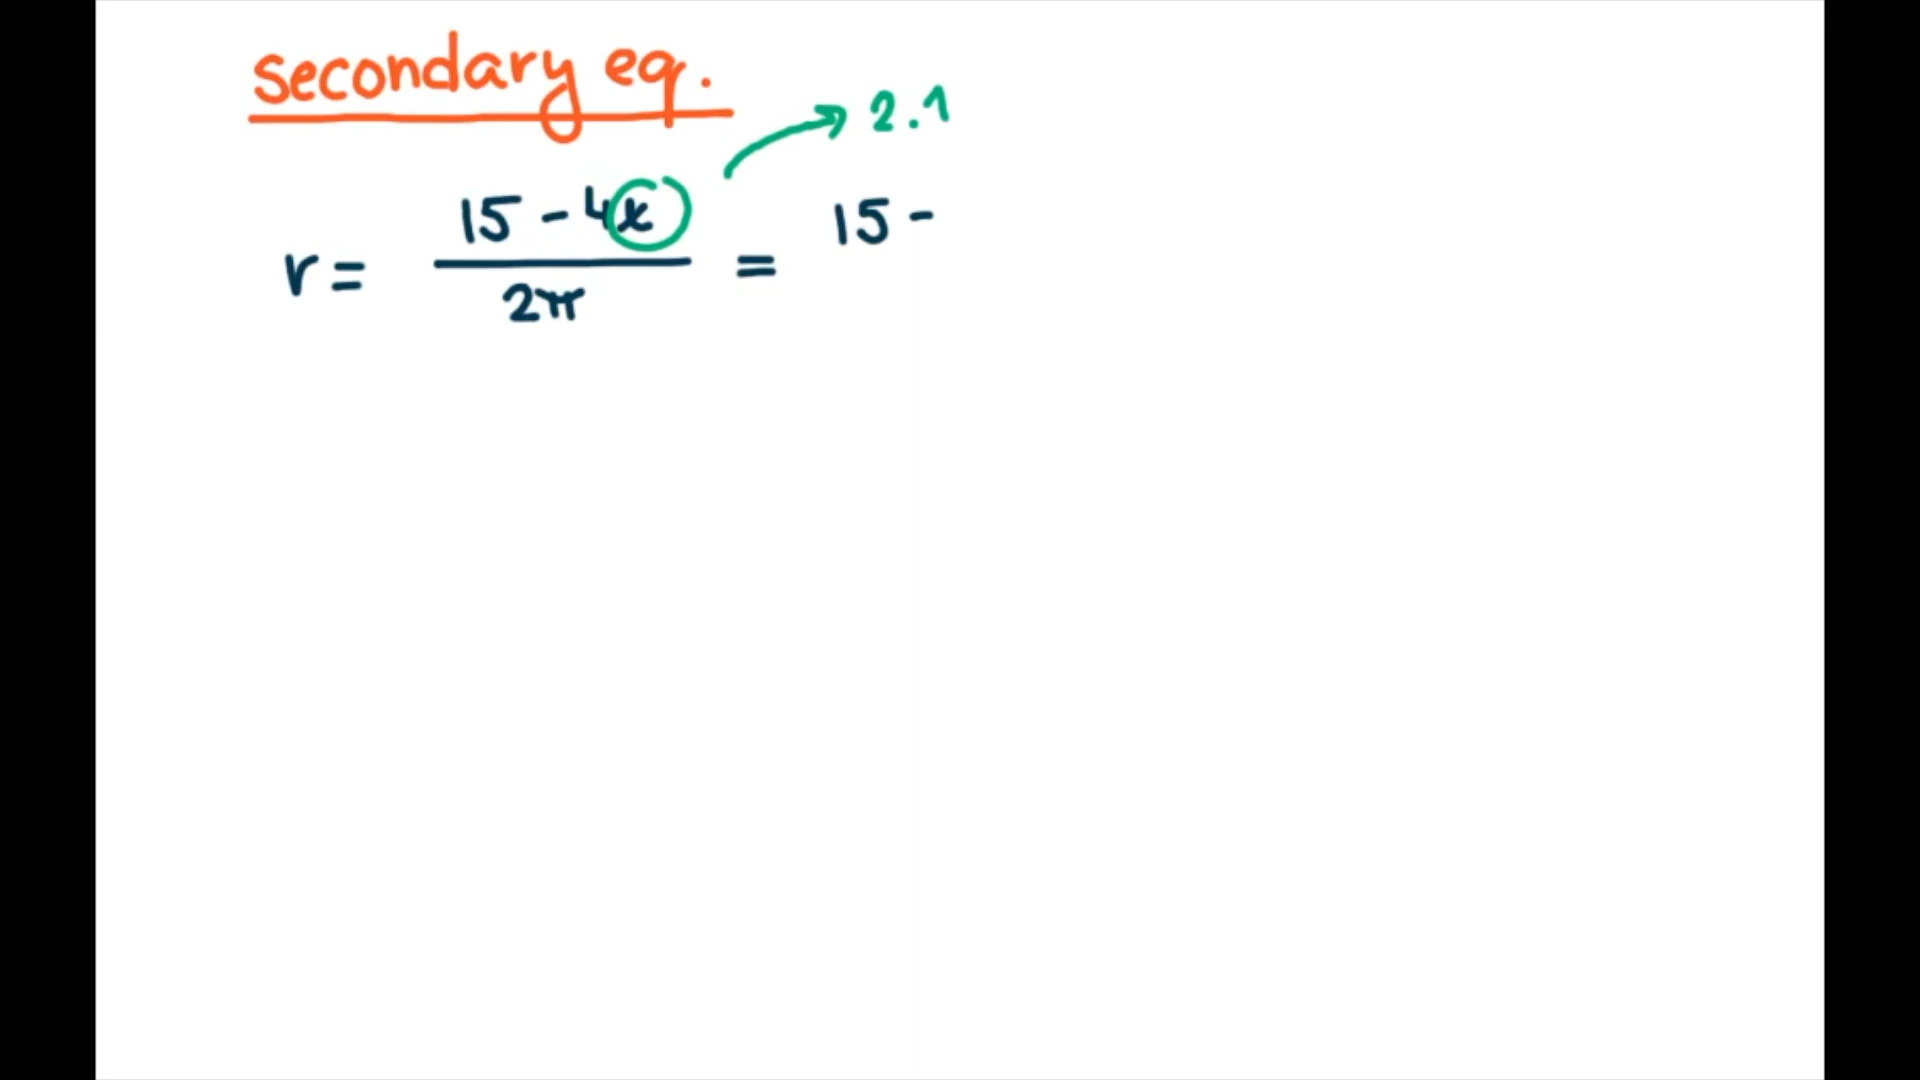 secondary eq.
2.1
r = 15 - 4x / 2π = 15 -